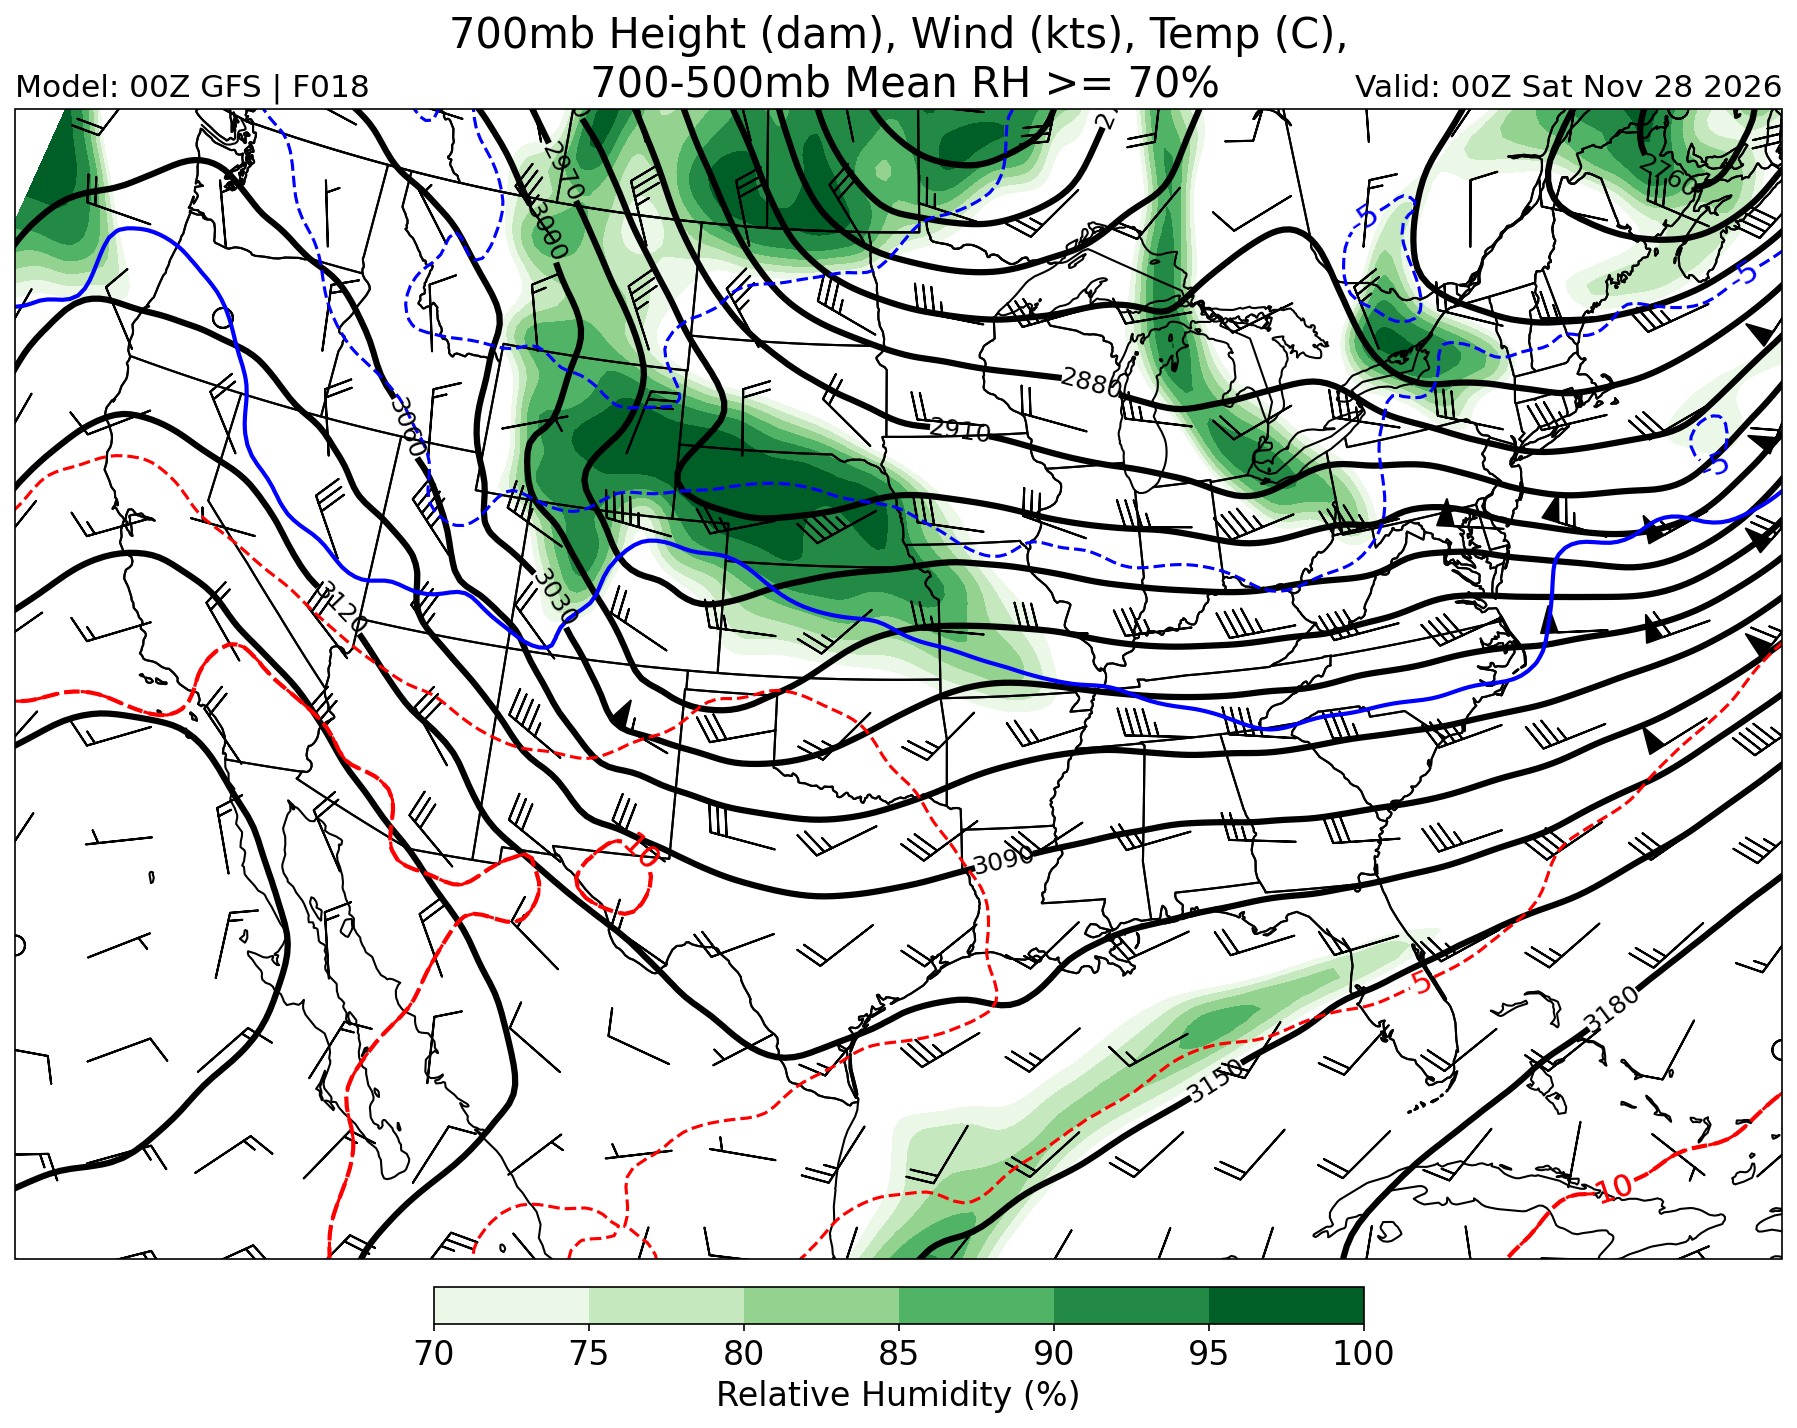 700mb Height (dam), Wind (kts), Temp (C),
700-500mb Mean RH >= 70%
Model: 00Z GFS | F018
Valid: 00Z Sat Nov 28 2026
2970
3000
60
-5
-5
2880
3060
2910
-5
3030
3120
10
3090
5
3180
3150
10
70 75 80 85 90 95 100
Relative Humidity (%)